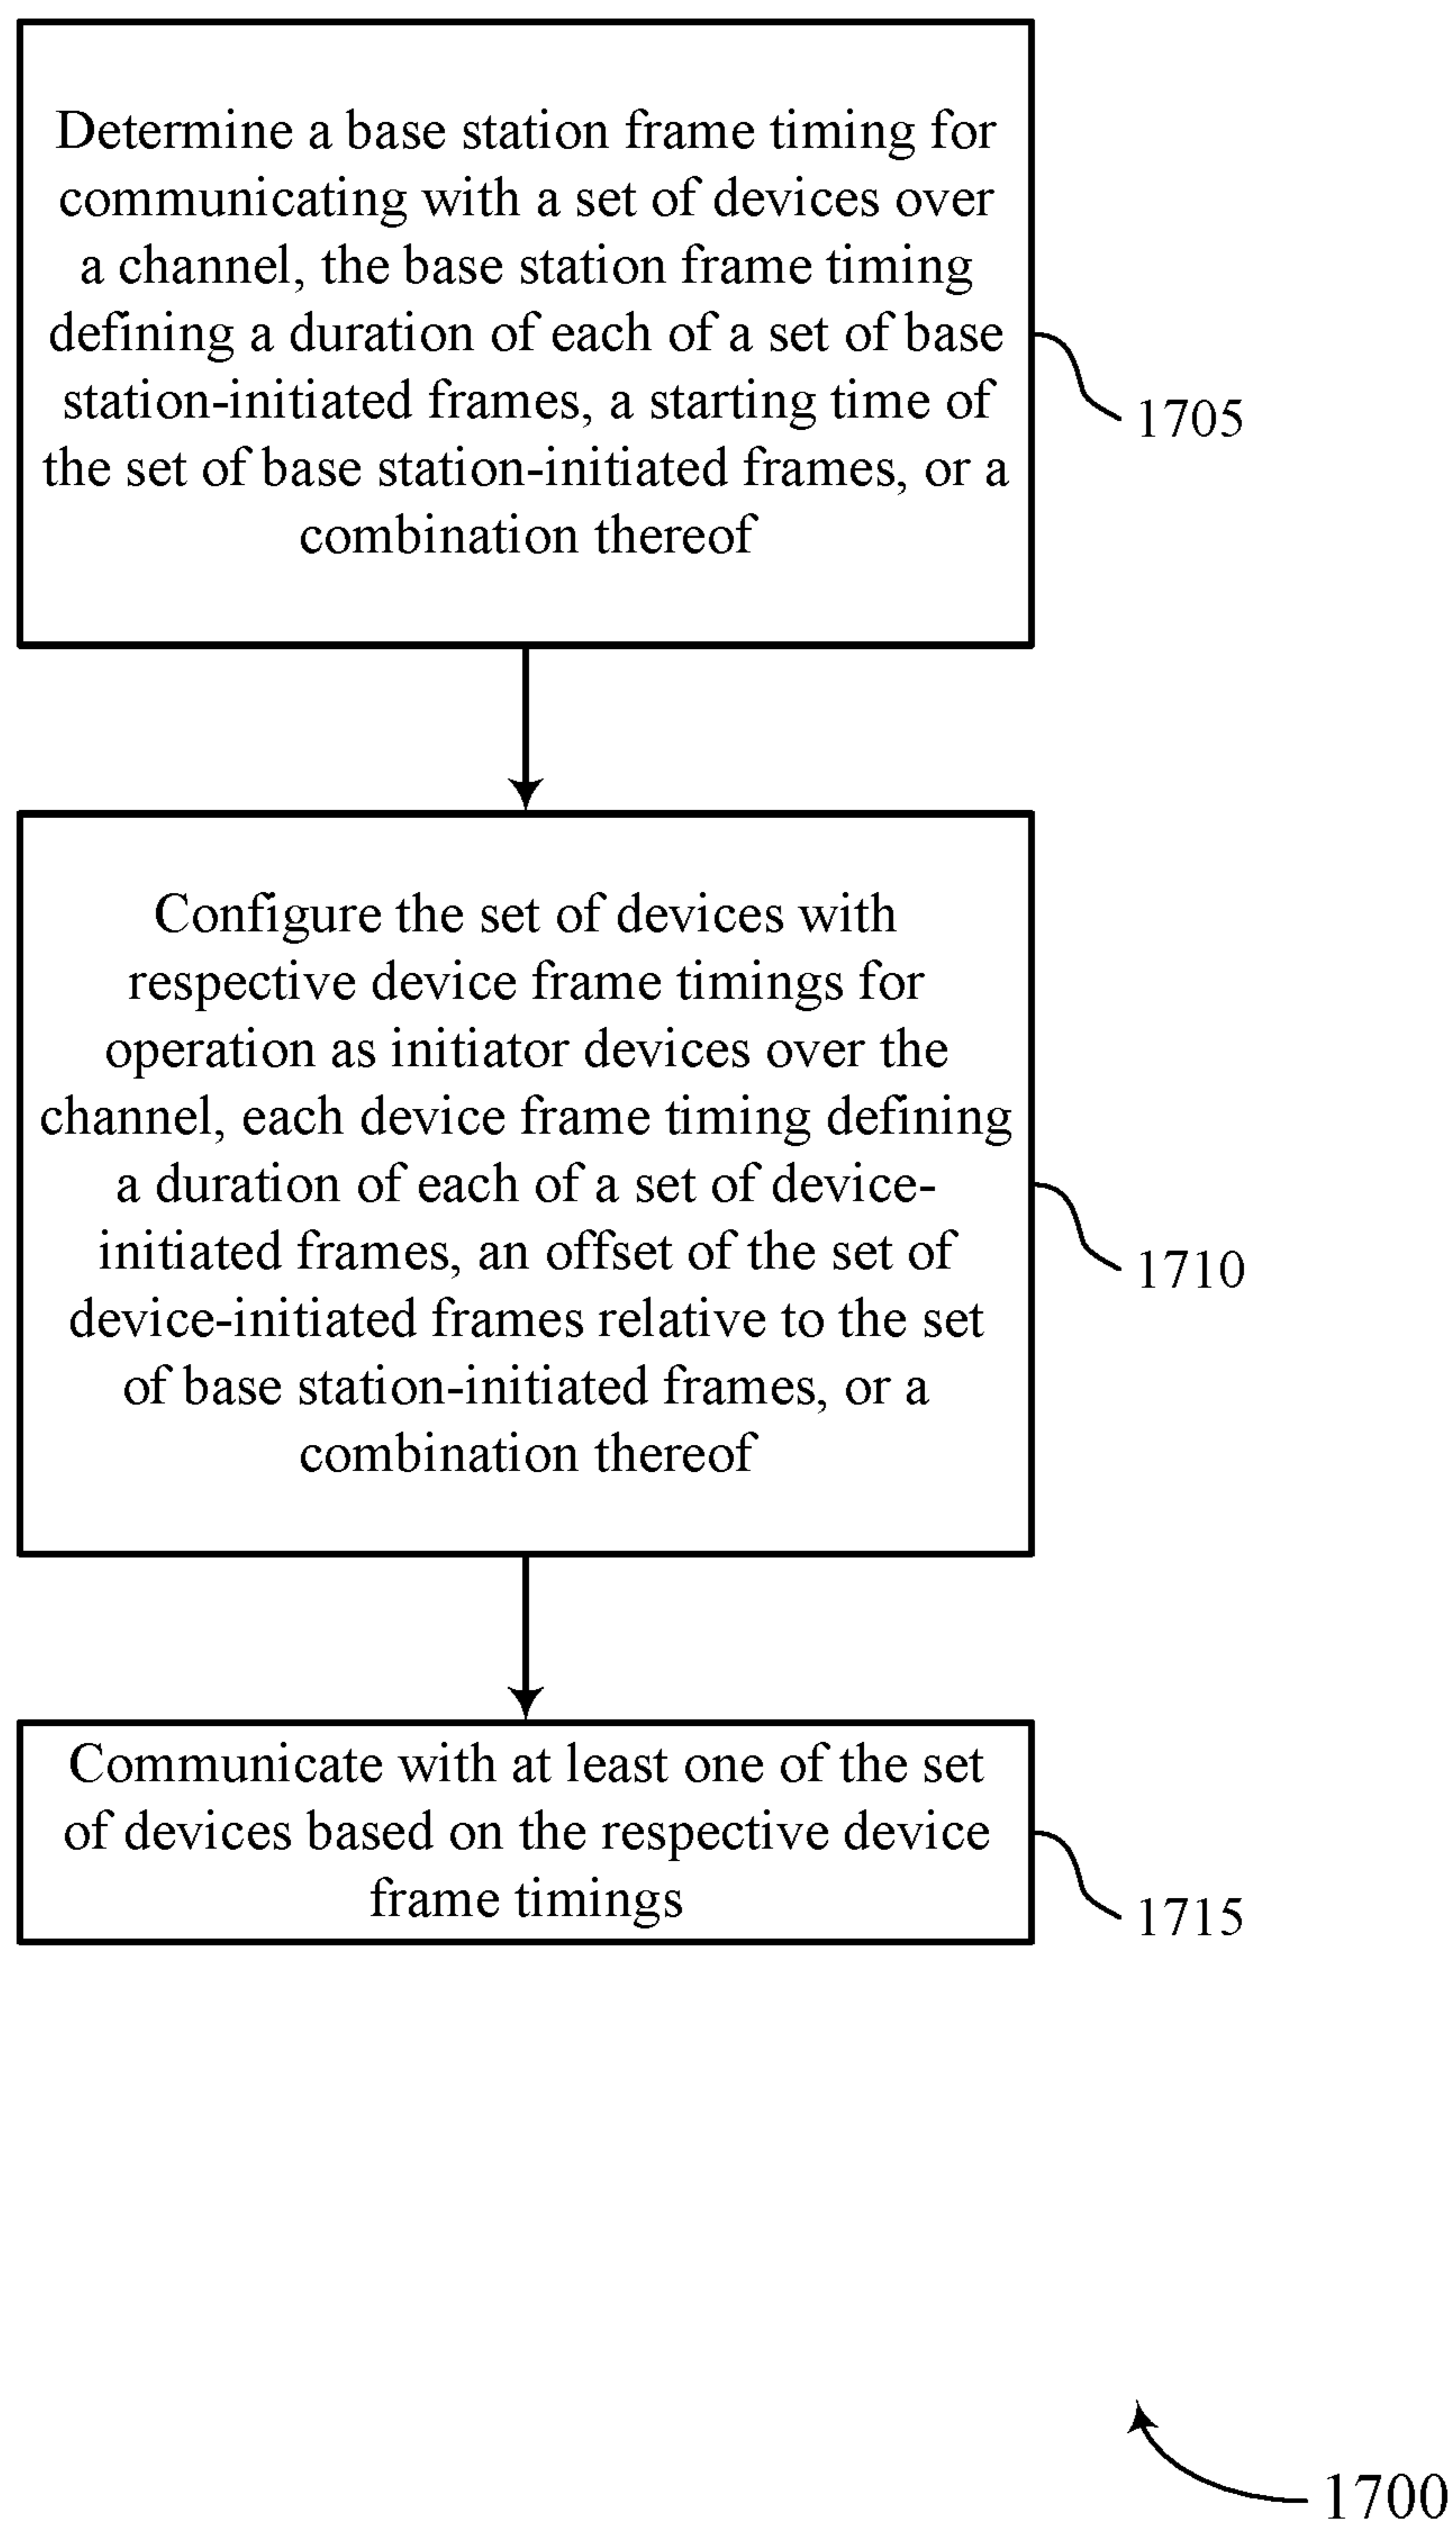 Determine a base station frame timing for
communicating with a set of devices over
a channel, the base station frame timing
defining a duration of each of a set of base
station-initiated frames, a starting time of
the set of base station-initiated frames, or a
combination thereof
1705
Configure the set of devices with
respective device frame timings for
operation as initiator devices over the
channel, each device frame timing defining
a duration of each of a set of device-
initiated frames, an offset of the set of
device-initiated frames relative to the set
of base station-initiated frames, or a
combination thereof
1710
Communicate with at least one of the set
of devices based on the respective device
frame timings
1715
1700